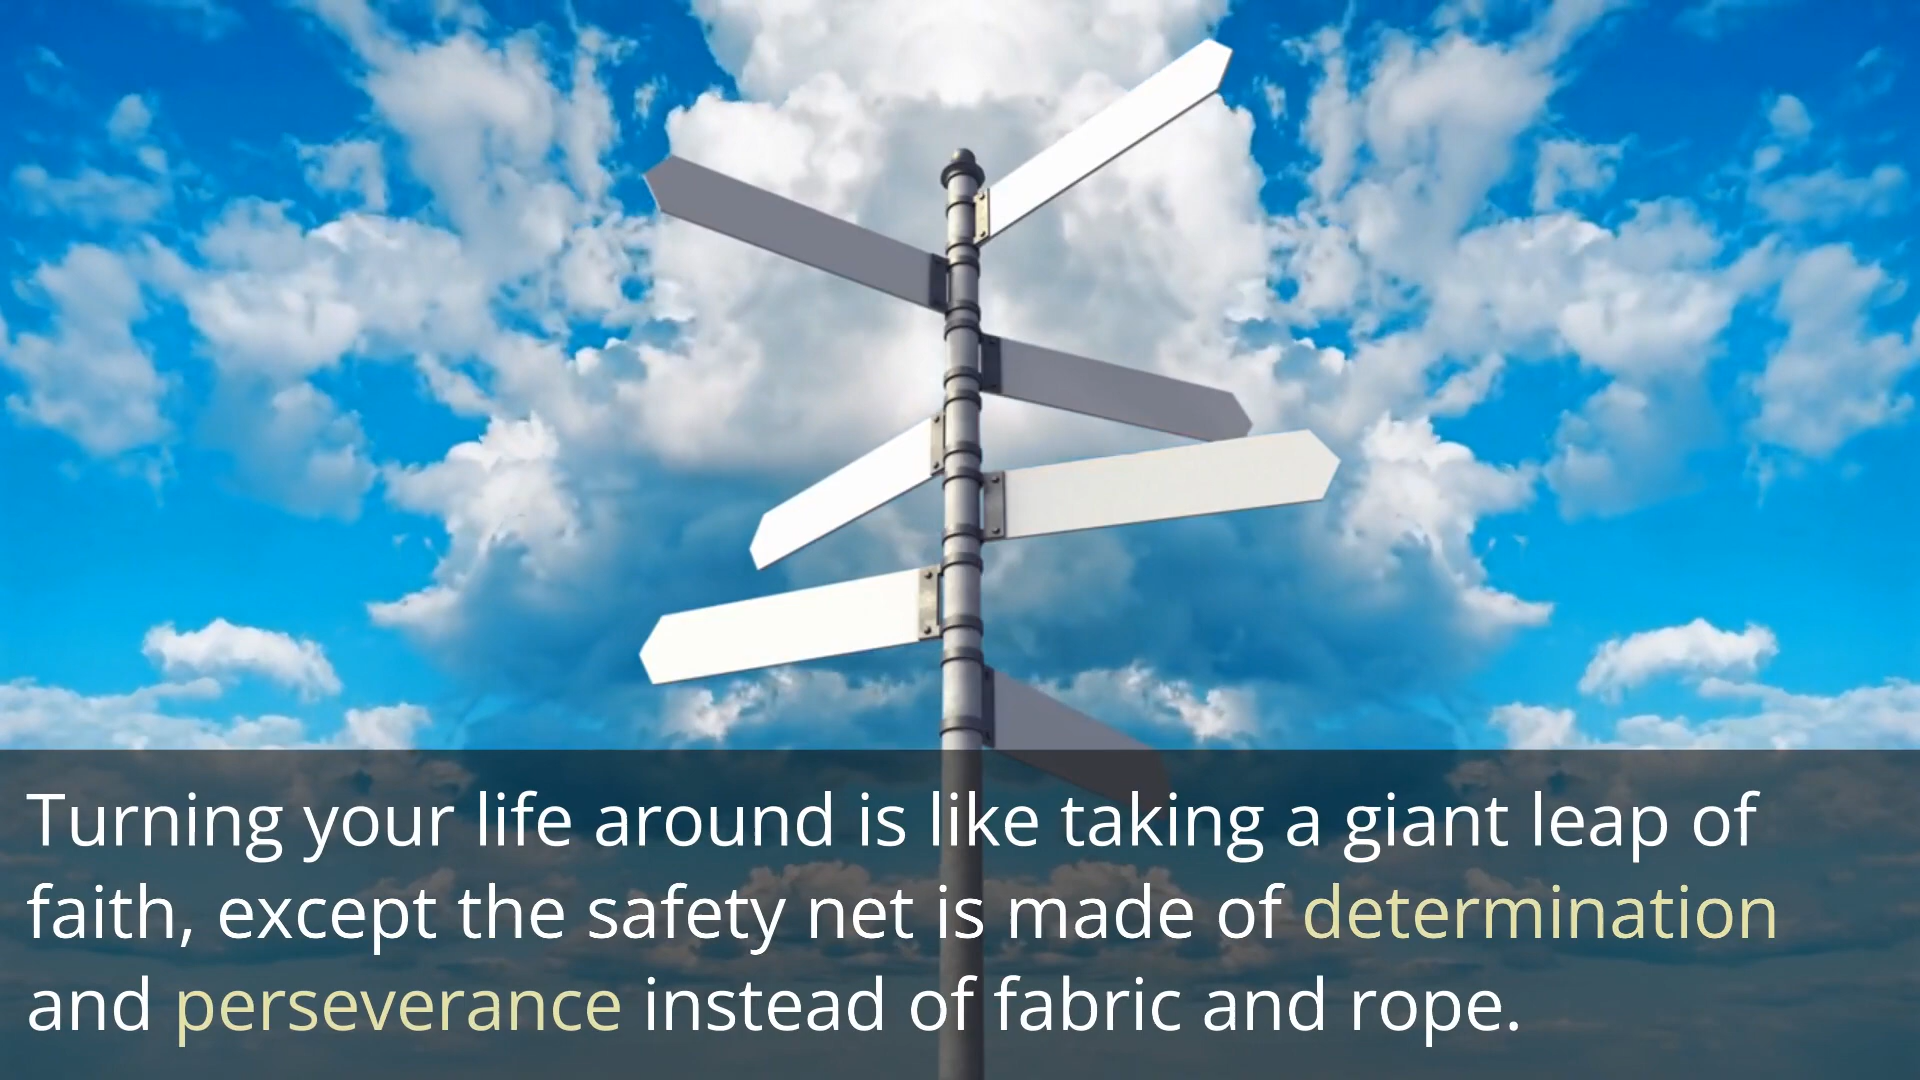 Turning your life around is like taking a giant leap of
faith, except the safety net is made of determination
and perseverance instead of fabric and rope.